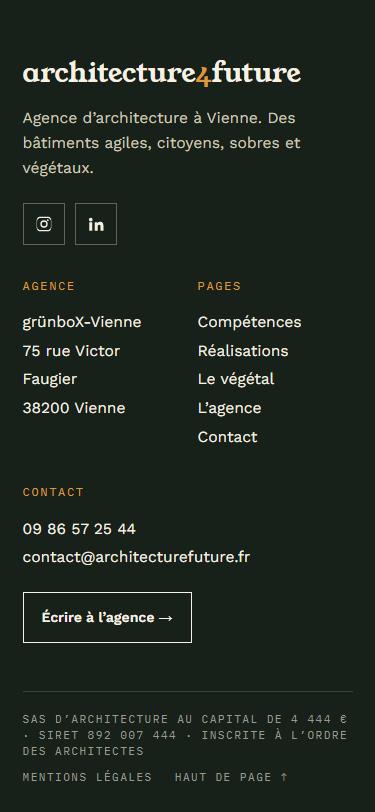 architecture4future
Agence d’architecture à Vienne. Des
bâtiments agiles, citoyens, sobres et
végétaux.
AGENCE
grünboX-Vienne
75 rue Victor
Faugier
38200 Vienne
PAGES
Compétences
Réalisations
Le végétal
L’agence
Contact
CONTACT
09 86 57 25 44
contact@architecturefuture.fr
Écrire à l’agence →
SAS D’ARCHITECTURE AU CAPITAL DE 4 444 €
· SIRET 892 007 444 · INSCRITE À L’ORDRE
DES ARCHITECTES
MENTIONS LÉGALES HAUT DE PAGE ↑